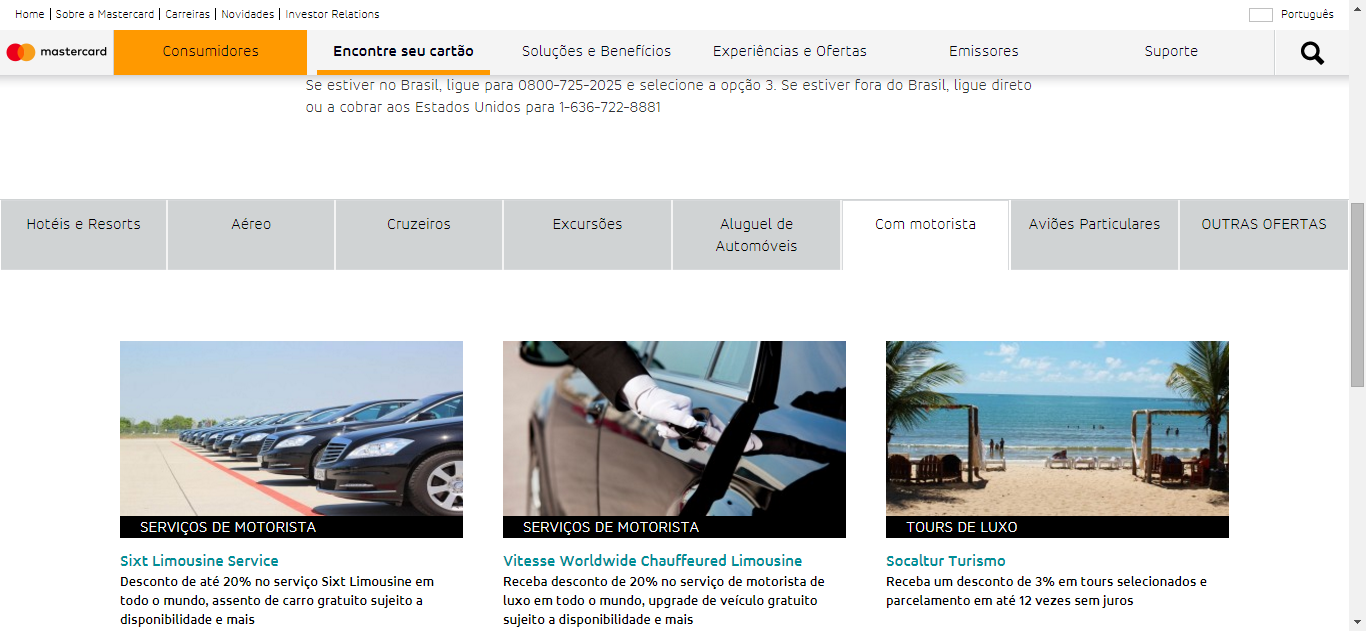 Home | Sobre a Mastercard | Carreiras | Novidades | Investor Relations
Português
mastercard
Consumidores
Encontre seu cartão
Soluções e Benefícios
Experiências e Ofertas
Emissores
Suporte
Se estiver no Brasil, ligue para 0800-725-2025 e selecione a opção 3. Se estiver fora do Brasil, ligue direto
ou a cobrar aos Estados Unidos para 1-636-722-8881
Hotéis e Resorts
Aéreo
Cruzeiros
Excursões
Aluguel de
Automóveis
Com motorista
Aviões Particulares
OUTRAS OFERTAS
SERVIÇOS DE MOTORISTA
Sixt Limousine Service
Desconto de até 20% no serviço Sixt Limousine em
todo o mundo, assento de carro gratuito sujeito a
disponibilidade e mais
SERVIÇOS DE MOTORISTA
Vitesse Worldwide Chauffeured Limousine
Receba desconto de 20% no serviço de motorista de
luxo em todo o mundo, upgrade de veículo gratuito
sujeito a disponibilidade e mais
TOURS DE LUXO
Socaltur Turismo
Receba um desconto de 3% em tours selecionados e
parcelamento em até 12 vezes sem juros